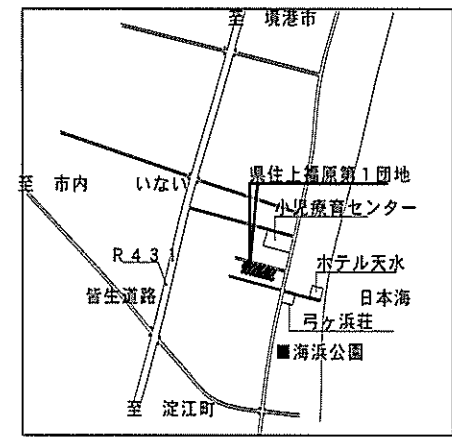 至 境港市
県住上福原第1団地
至 市内 いない
小児療育センター
R431
ホテル天水
皆生道路
日本海
弓ヶ浜荘
■海浜公園
至 淀江町